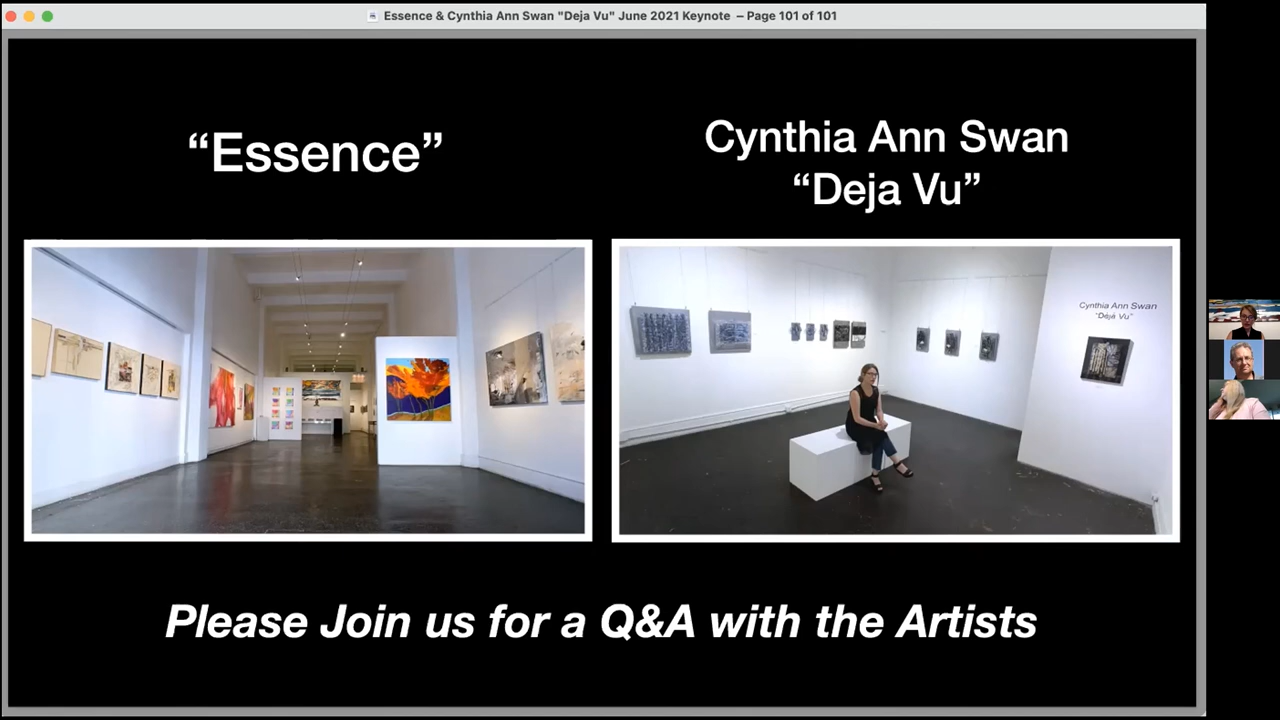 Essence & Cynthia Ann Swan "Deja Vu" June 2021 Keynote – Page 101 of 101
“Essence”
Cynthia Ann Swan
“Deja Vu”
Cynthia Ann Swan
"Deja Vu"
Please Join us for a Q&A with the Artists